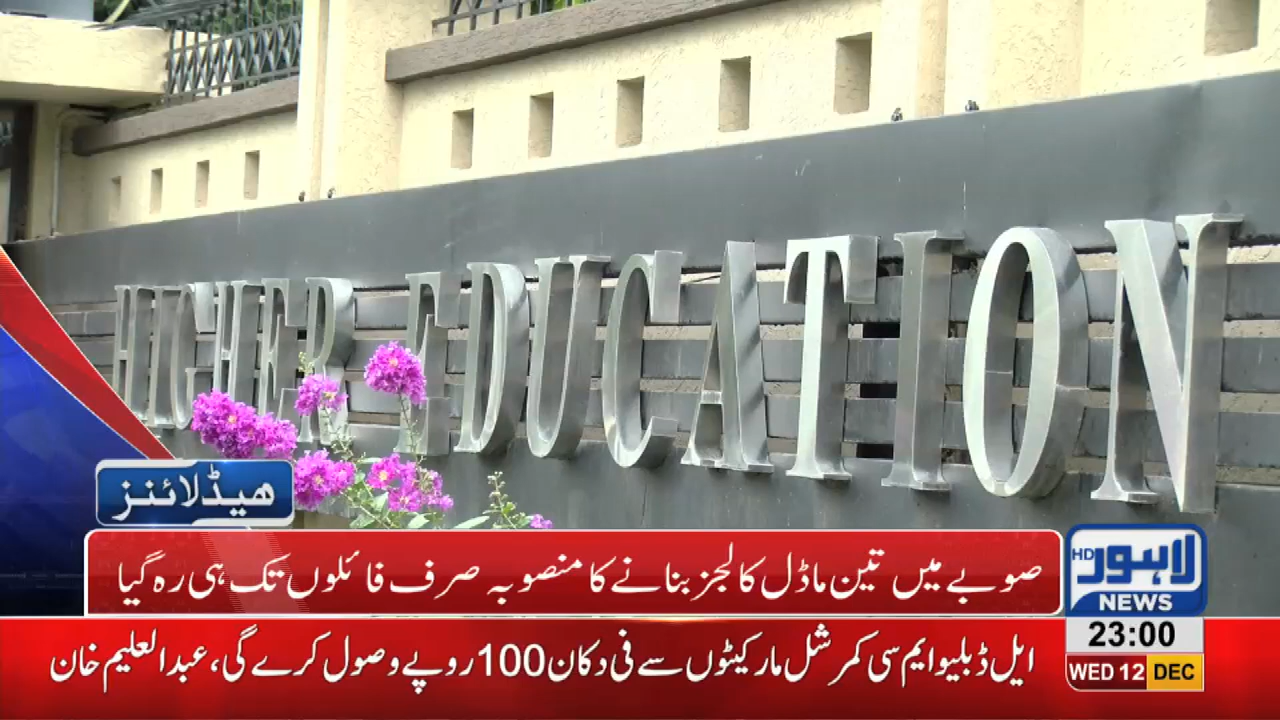 HIGHER EDUCATION
ھیڈلائنز
صوبے میں تین ماڈل کالجز بنانے کا منصوبہ صرف فائلوں تک ہی رہ گیا
لاہور HD
NEWS
23:00
WED 12 DEC
ایل ڈبلیو ایم سی کمرشل مارکیٹوں سے فی دکان 100 روپے وصول کرے گی، عبدالعلیم خان